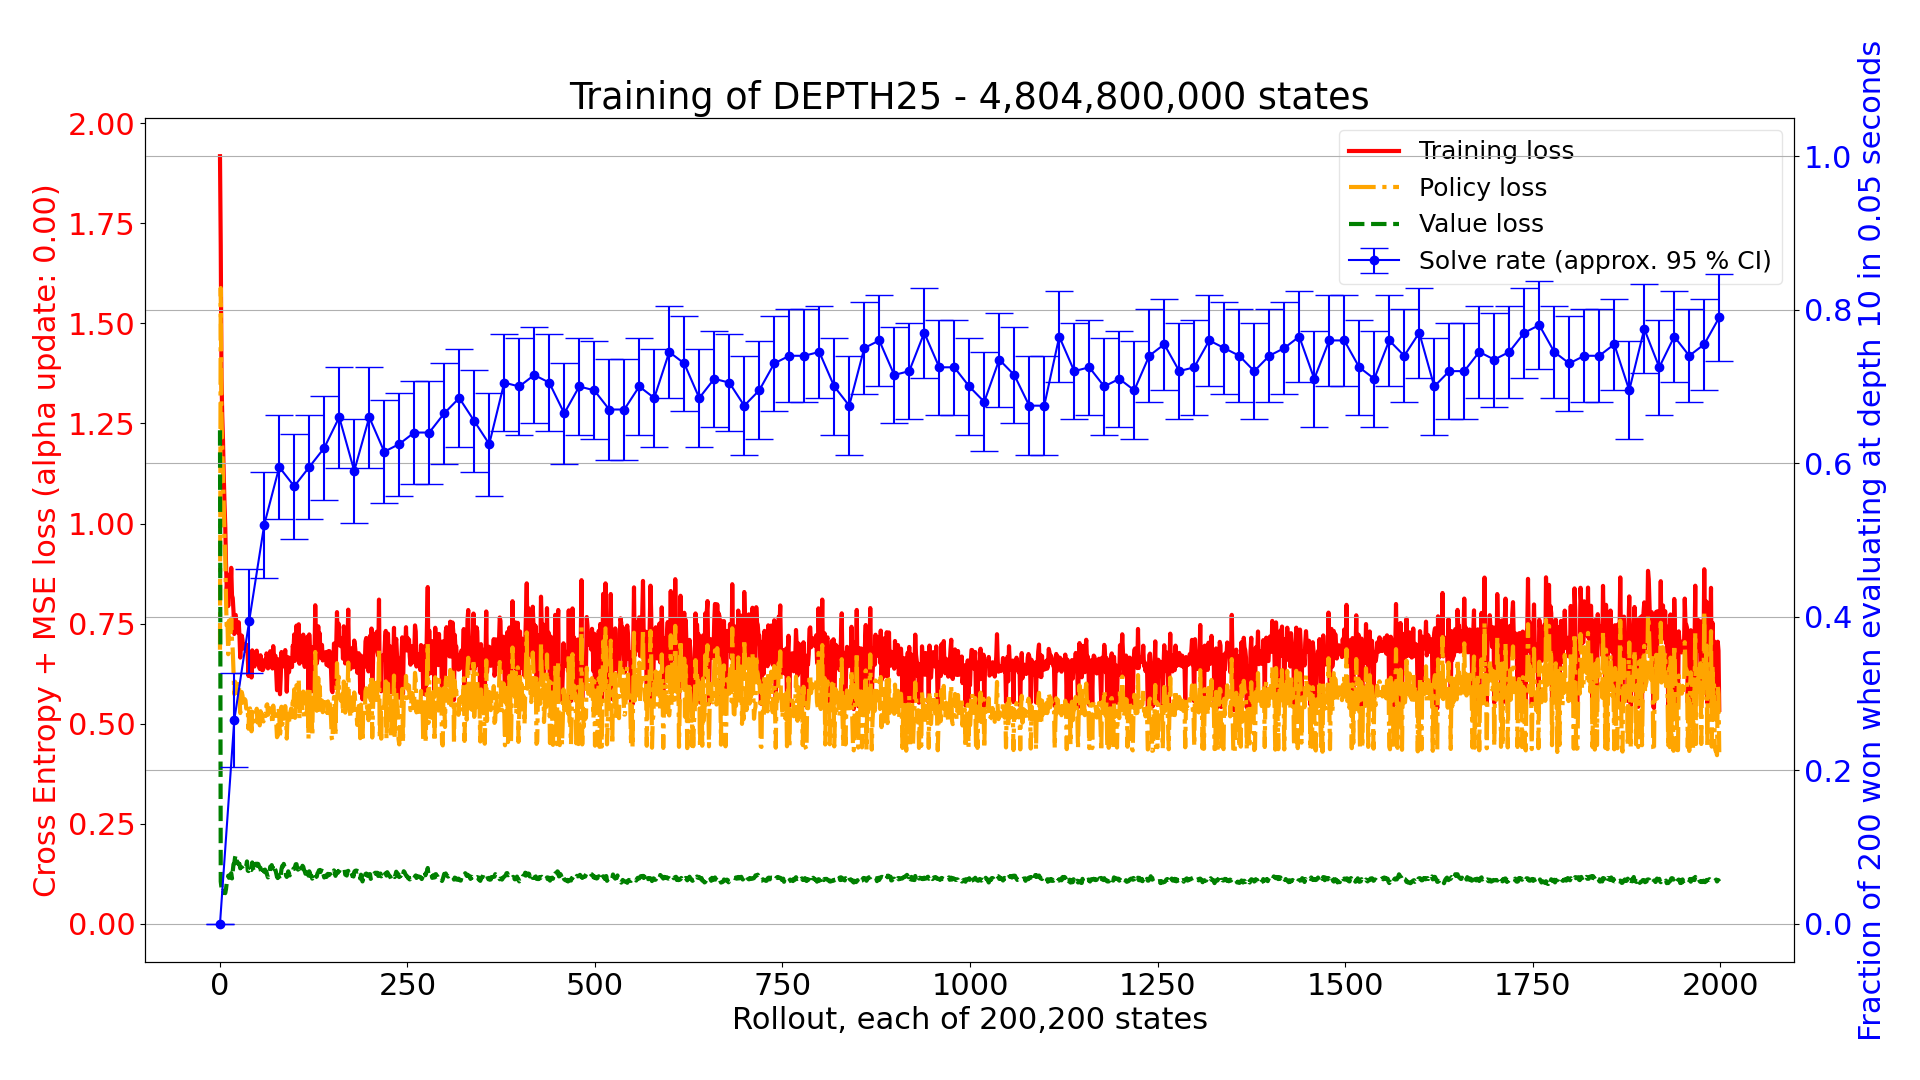 Training of DEPTH25 - 4,804,800,000 states
Cross Entropy + MSE loss (alpha update: 0.00)
2.00
1.75
1.50
1.25
1.00
0.75
0.50
0.25
0.00
Training loss
Policy loss
Value loss
Solve rate (approx. 95 % CI)
1.0
0.8
0.6
0.4
0.2
0.0
Fraction of 200 won when evaluating at depth 10 in 0.05 seconds
0 250 500 750 1000 1250 1500 1750 2000
Rollout, each of 200,200 states